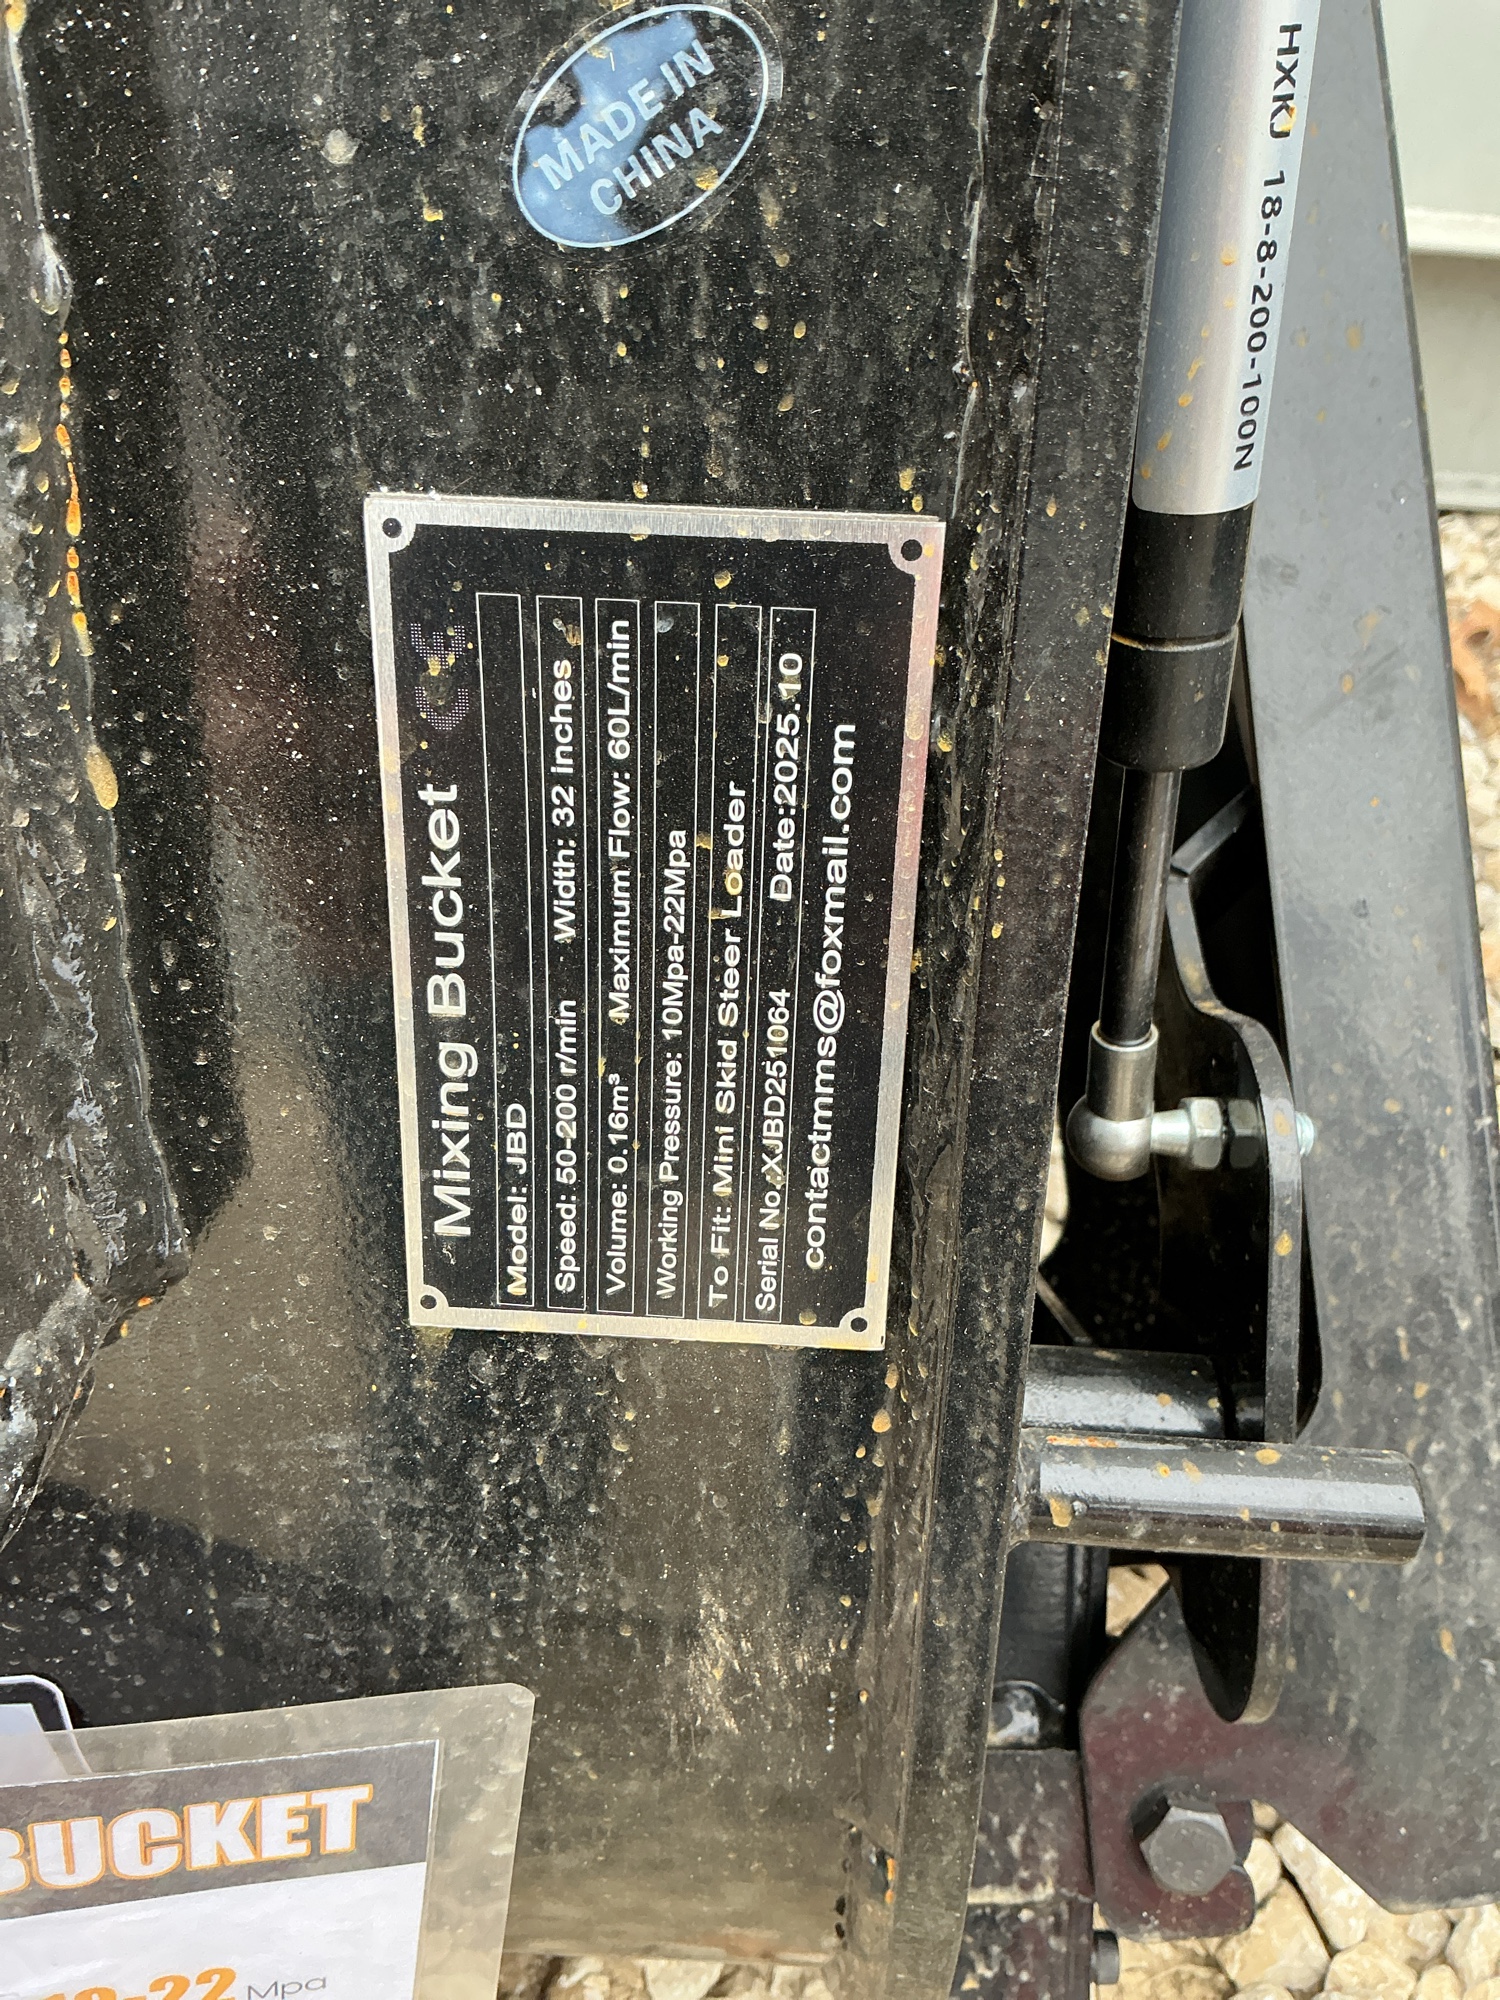 MADE IN
CHINA
HXKJ 18-8-200-100N
Mixing Bucket CE
Model: JBD
Speed: 50-200 r/min Width: 32 inches
Volume: 0.16m³ Maximum Flow: 60L/min
Working Pressure: 10Mpa-22Mpa
To Fit: Mini Skid Steer Loader
Serial No.:XJBD251064 Date:2025.10
contactmms@foxmail.com
BUCKET
-22 Mpa